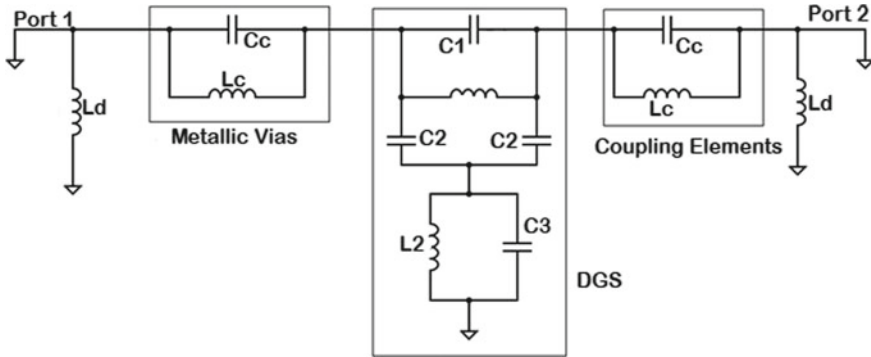 Port 1
Port 2
Cc
C1
Cc
Lc
Lc
Ld
Ld
Metallic Vias
C2
C2
Coupling Elements
L2
C3
DGS